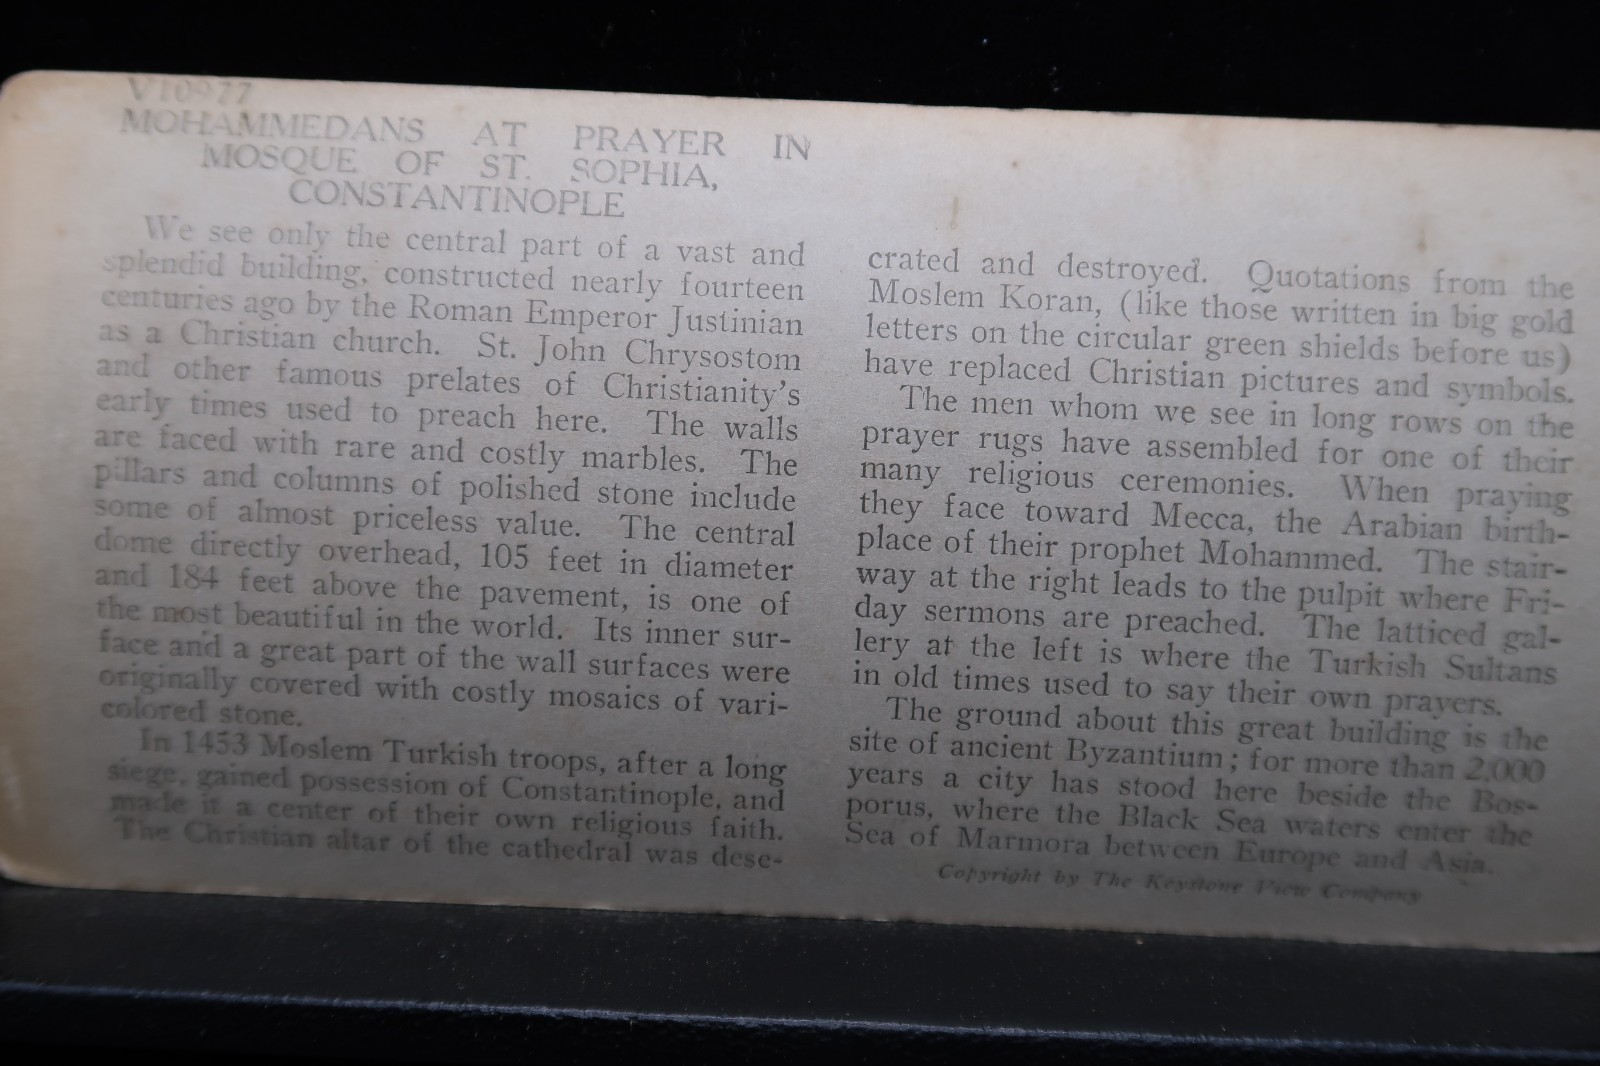 V10977
MOHAMMEDANS AT PRAYER IN
MOSQUE OF ST. SOPHIA,
CONSTANTINOPLE
We see only the central part of a vast and
splendid building, constructed nearly fourteen
centuries ago by the Roman Emperor Justinian
as a Christian church. St. John Chrysostom
and other famous prelates of Christianity's
early times used to preach here. The walls
are faced with rare and costly marbles. The
pillars and columns of polished stone include
some of almost priceless value. The central
dome directly overhead, 105 feet in diameter
and 184 feet above the pavement, is one of
the most beautiful in the world. Its inner sur-
face and a great part of the wall surfaces were
originally covered with costly mosaics of vari-
colored stone.
In 1453 Moslem Turkish troops, after a long
siege, gained possession of Constantinople, and
made it a center of their own religious faith.
The Christian altar of the cathedral was dese-
crated and destroyed. Quotations from the
Moslem Koran, (like those written in big gold
letters on the circular green shields before us)
have replaced Christian pictures and symbols.
The men whom we see in long rows on the
prayer rugs have assembled for one of their
many religious ceremonies. When praying
they face toward Mecca, the Arabian birth-
place of their prophet Mohammed. The stair-
way at the right leads to the pulpit where Fri-
day sermons are preached. The latticed gal-
lery at the left is where the Turkish Sultans
in old times used to say their own prayers.
The ground about this great building is the
site of ancient Byzantium; for more than 2,000
years a city has stood here beside the Bos-
porus, where the Black Sea waters enter the
Sea of Marmora between Europe and Asia.
Copyright by The Keystone View Company